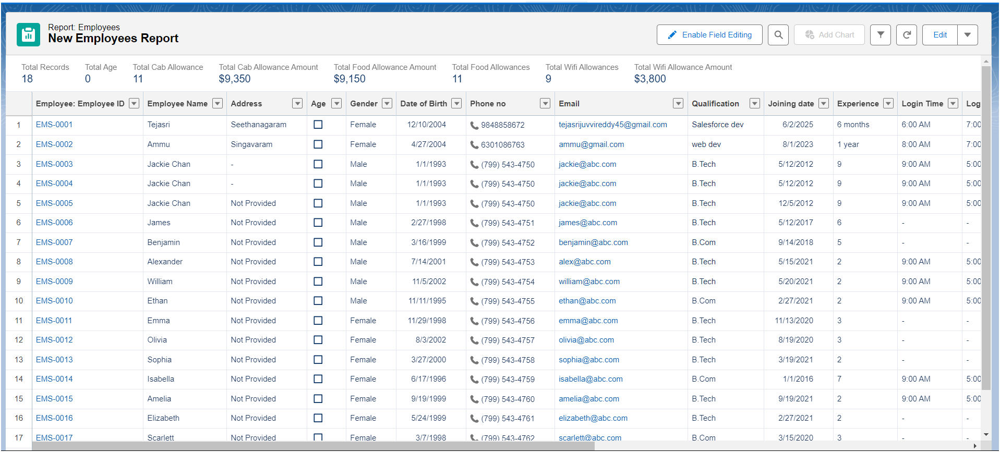 Report: Employees
New Employees Report
Enable Field Editing
Add Chart
Edit
Total Records Total Age Total Cab Allowance Total Cab Allowance Amount Total Food Allowance Amount Total Food Allowances Total Wifi Allowances Total Wifi Allowance Amount
18 0 11 $9,350 $9,150 11 9 $3,800
Employee: Employee ID Employee Name Address Age Gender Date of Birth Phone no Email Qualification Joining date Experience Login Time Log
1 EMS-0001 Tejasri Seethanagaram Female 12/10/2004 9848858672 tejasrijuvvireddy45@gmail.com Salesforce dev 6/2/2025 6 months 6:00 AM 7:00
2 EMS-0002 Ammu Singavaram Female 4/27/2004 6301086763 ammu@gmail.com web dev 8/1/2023 1 year 8:00 AM 7:00
3 EMS-0003 Jackie Chan - Male 1/1/1993 (799) 543-4750 jackie@abc.com B.Tech 5/12/2012 9 9:00 AM 5:00
4 EMS-0004 Jackie Chan - Male 1/1/1993 (799) 543-4750 jackie@abc.com B.Tech 5/12/2012 9 9:00 AM 5:00
5 EMS-0005 Jackie Chan Not Provided Male 1/1/1993 (799) 543-4750 jackie@abc.com B.Tech 12/5/2012 9 9:00 AM 5:00
6 EMS-0006 James Not Provided Male 2/27/1998 (799) 543-4751 james@abc.com B.Tech 5/12/2017 6 - -
7 EMS-0007 Benjamin Not Provided Male 3/16/1999 (799) 543-4752 benjamin@abc.com B.Com 9/14/2018 5 - -
8 EMS-0008 Alexander Not Provided Male 7/14/2001 (799) 543-4753 alex@abc.com B.Tech 5/15/2021 2 9:00 AM 5:00
9 EMS-0009 William Not Provided Male 11/5/2002 (799) 543-4754 william@abc.com B.Tech 5/20/2021 2 9:00 AM 5:00
10 EMS-0010 Ethan Not Provided Male 11/11/1995 (799) 543-4755 ethan@abc.com B.Com 2/27/2021 2 9:00 AM 5:00
11 EMS-0011 Emma Not Provided Female 11/29/1998 (799) 543-4756 emma@abc.com B.Tech 11/13/2020 3 - -
12 EMS-0012 Olivia Not Provided Female 8/3/2002 (799) 543-4757 olivia@abc.com B.Tech 8/19/2020 3 - -
13 EMS-0013 Sophia Not Provided Female 3/27/2000 (799) 543-4758 sophia@abc.com B.Tech 3/19/2021 2 - -
14 EMS-0014 Isabella Not Provided Female 6/17/1996 (799) 543-4759 isabella@abc.com B.Com 1/1/2016 7 9:00 AM 5:00
15 EMS-0015 Amelia Not Provided Female 9/19/1999 (799) 543-4760 amelia@abc.com B.Tech 9/19/2021 2 9:00 AM 5:00
16 EMS-0016 Elizabeth Not Provided Female 5/24/1999 (799) 543-4761 elizabeth@abc.com B.Tech 2/27/2021 2 - -
17 EMS-0017 Scarlett Not Provided Female 3/7/1998 (799) 543-4762 scarlett@abc.com B.Com 3/15/2020 3 - -